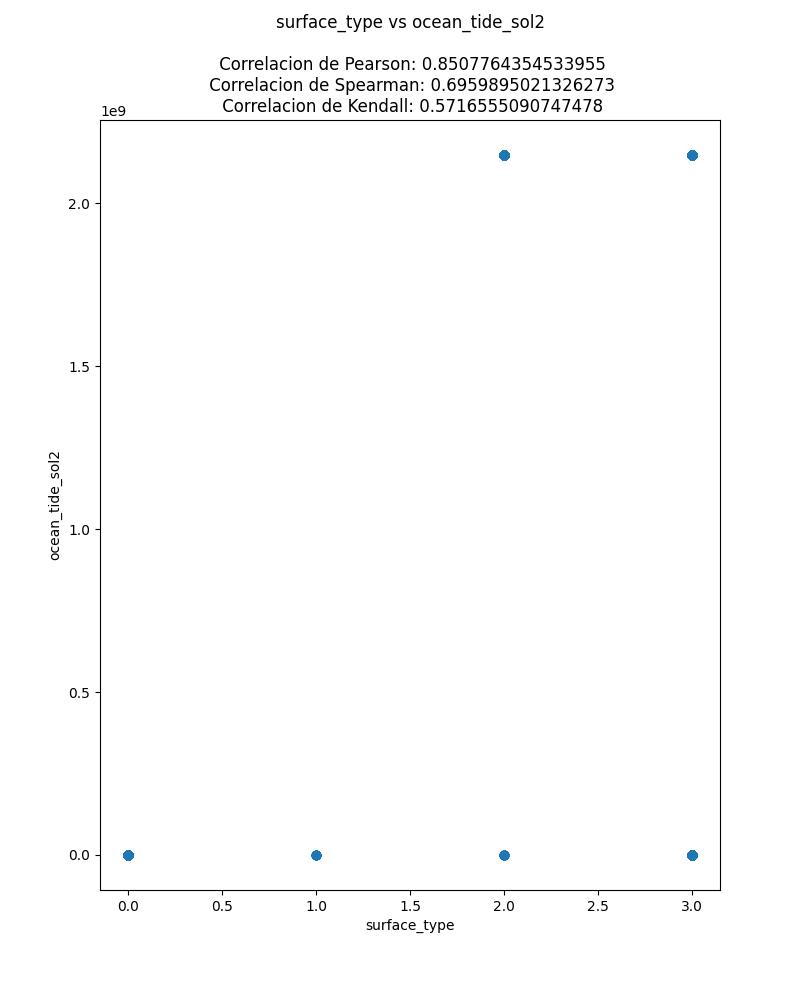 surface_type vs ocean_tide_sol2
Correlacion de Pearson: 0.8507764354533955
Correlacion de Spearman: 0.6959895021326273
Correlacion de Kendall: 0.5716555090747478
1e9
2.0
1.5
1.0
0.5
0.0
ocean_tide_sol2
0.0 0.5 1.0 1.5 2.0 2.5 3.0
surface_type